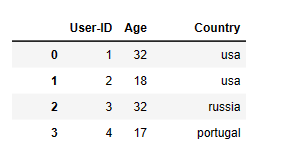 User-ID Age Country
0 1 32 usa
1 2 18 usa
2 3 32 russia
3 4 17 portugal